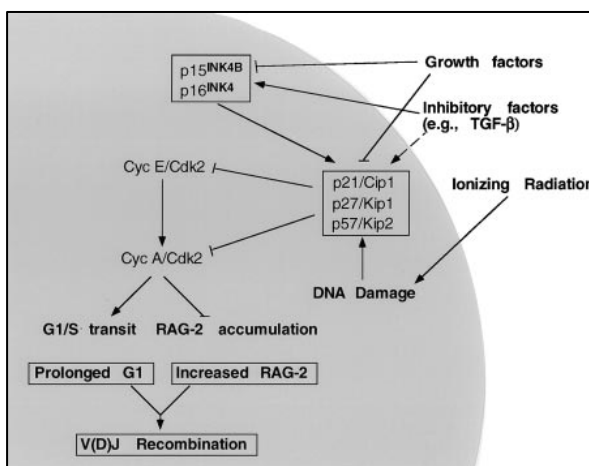 p15INK4B
p16INK4
Growth factors
Inhibitory factors
(e.g., TGF-β)
Cyc E/Cdk2
p21/Cip1
p27/Kip1
p57/Kip2
Ionizing Radiation
Cyc A/Cdk2
DNA Damage
G1/S transit RAG-2 accumulation
Prolonged G1 Increased RAG-2
V(D)J Recombination